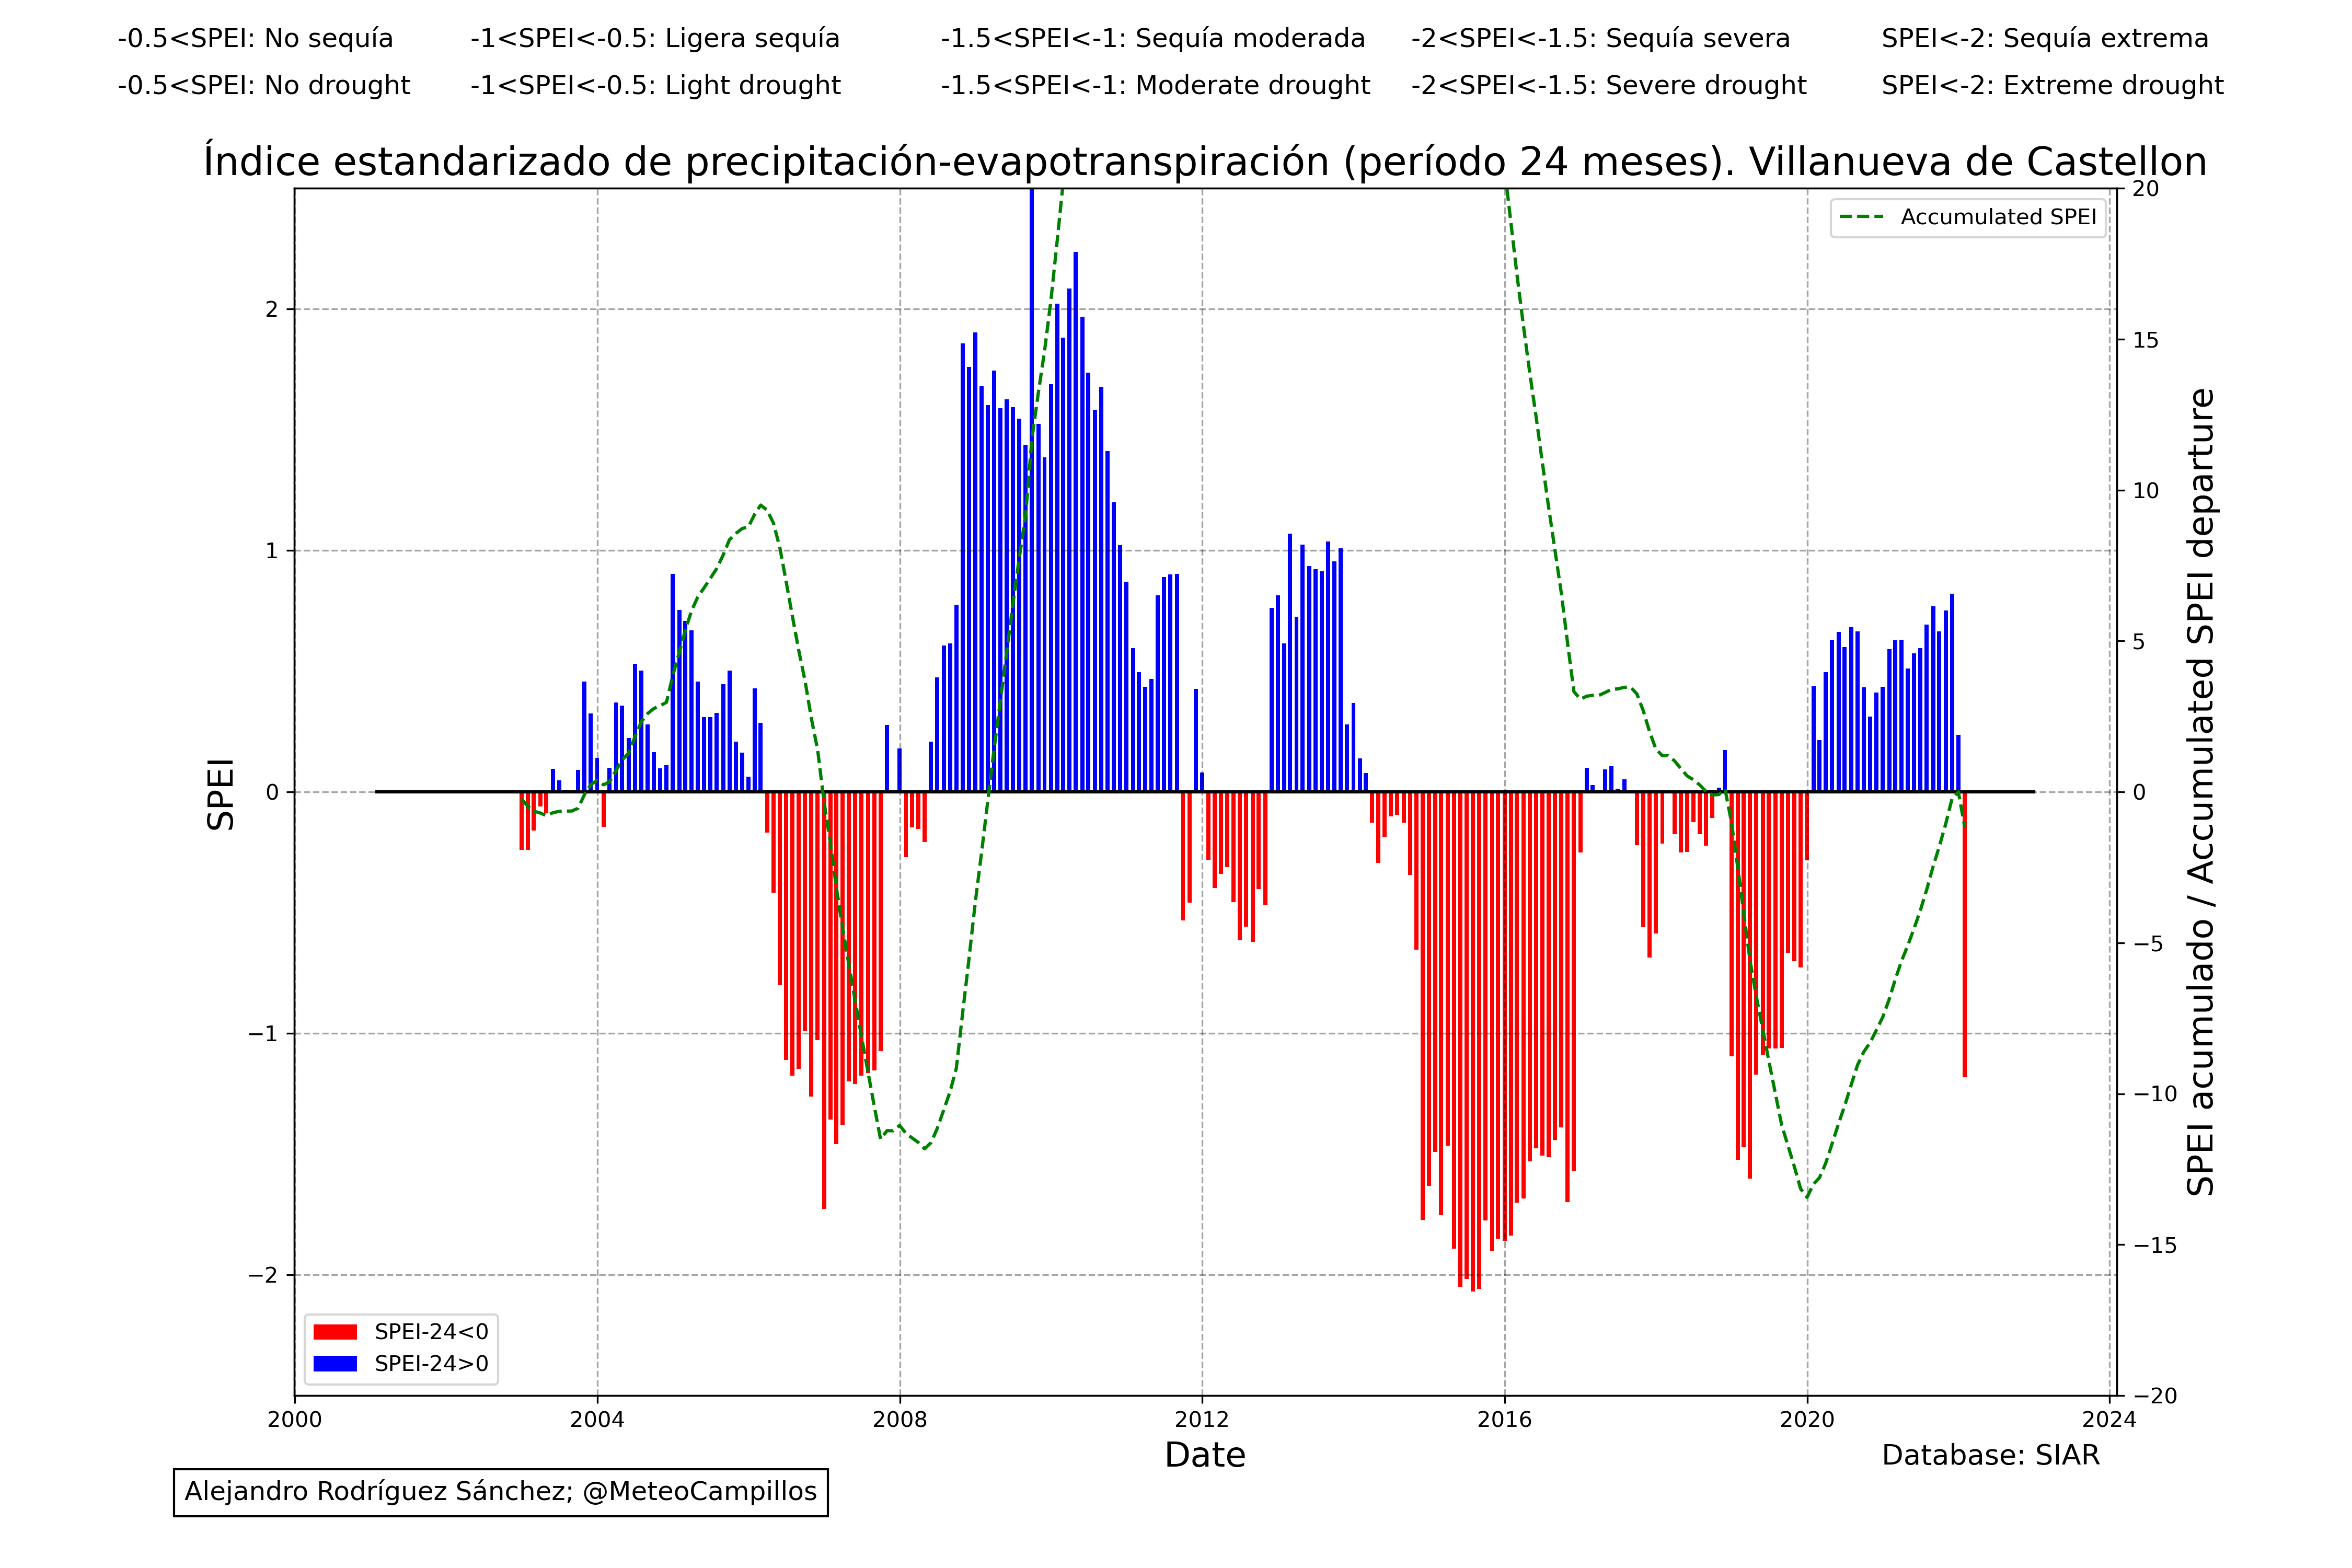 -0.5<SPEI: No sequía -1<SPEI<-0.5: Ligera sequía -1.5<SPEI<-1: Sequía moderada -2<SPEI<-1.5: Sequía severa SPEI<-2: Sequía extrema
-0.5<SPEI: No drought -1<SPEI<-0.5: Light drought -1.5<SPEI<-1: Moderate drought -2<SPEI<-1.5: Severe drought SPEI<-2: Extreme drought
Índice estandarizado de precipitación-evapotranspiración (período 24 meses). Villanueva de Castellon
Accumulated SPEI
2
1
0
−1
−2
SPEI
20
15
10
5
0
−5
−10
−15
−20
SPEI acumulado / Accumulated SPEI departure
SPEI-24<0
SPEI-24>0
2000 2004 2008 2012 2016 2020 2024
Date
Database: SIAR
Alejandro Rodríguez Sánchez; @MeteoCampillos